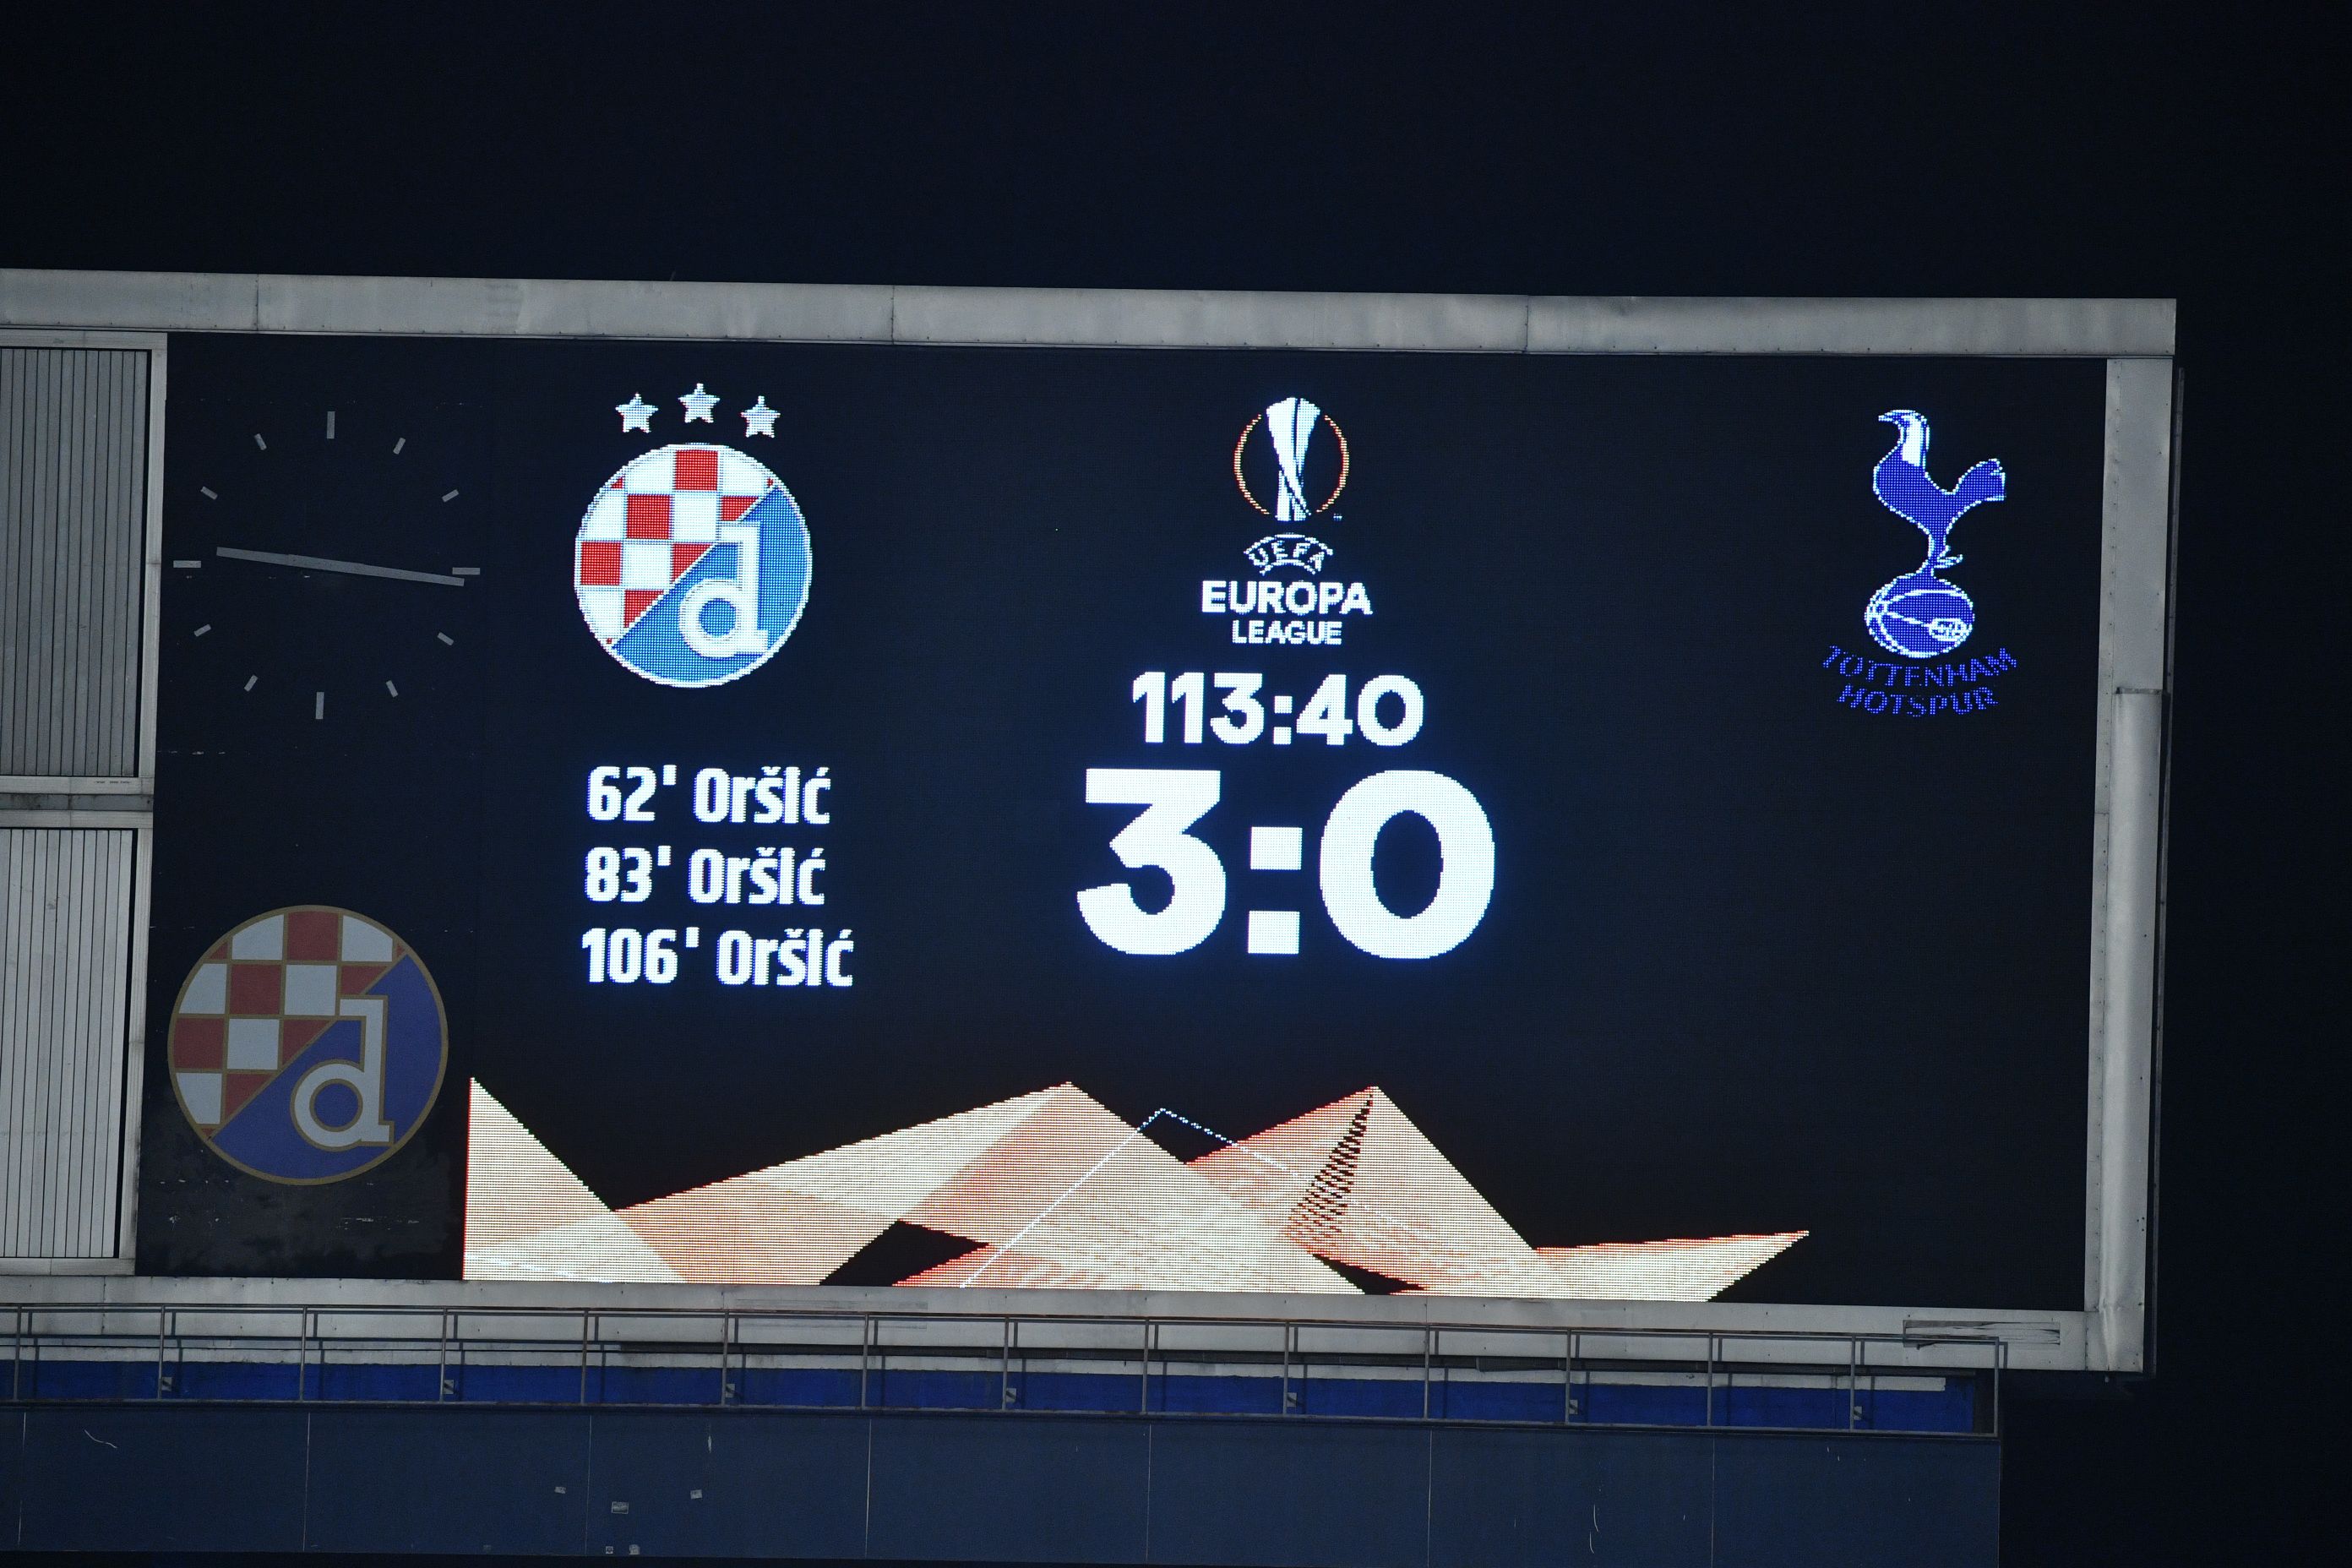 62' Oršić
83' Oršić
106' Oršić
UEFA
EUROPA
LEAGUE
113:40
3:0
TOTTENHAM
HOTSPUR
d
d